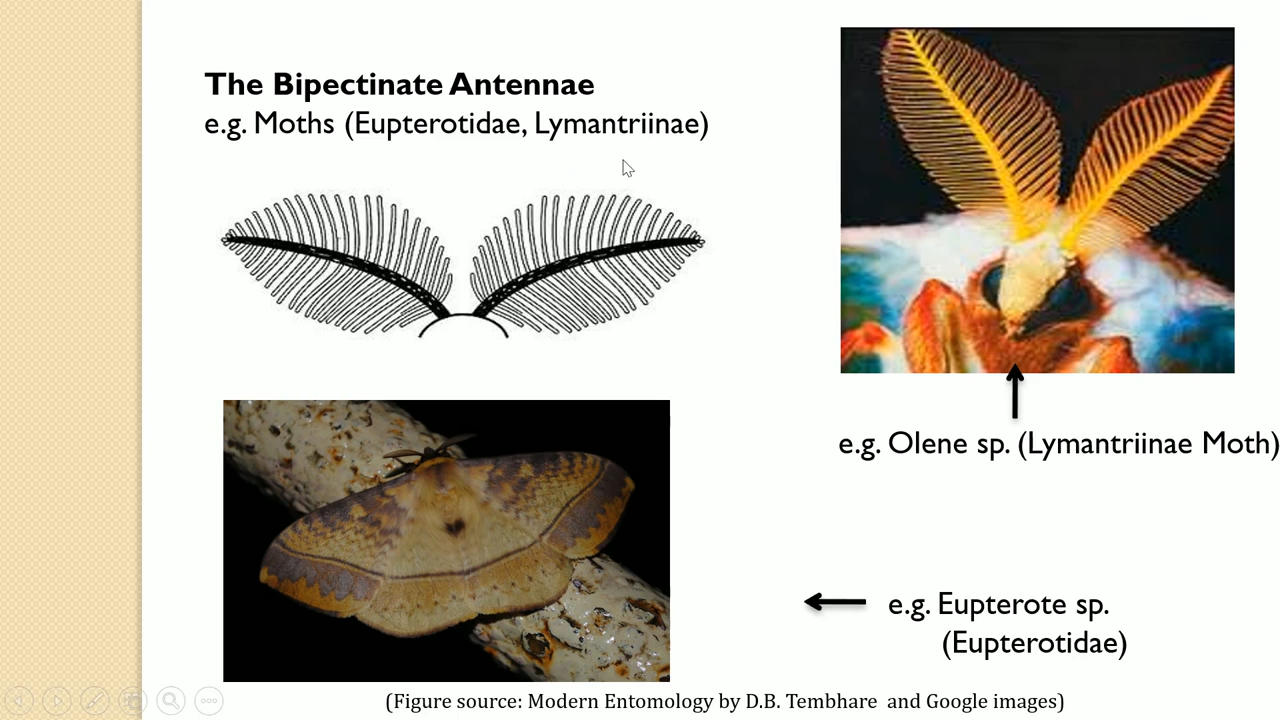 The Bipectinate Antennae
e.g. Moths (Eupterotidae, Lymantriinae)
e.g. Olene sp. (Lymantriinae Moth)
e.g. Eupterote sp.
(Eupterotidae)
(Figure source: Modern Entomology by D.B. Tembhare and Google images)